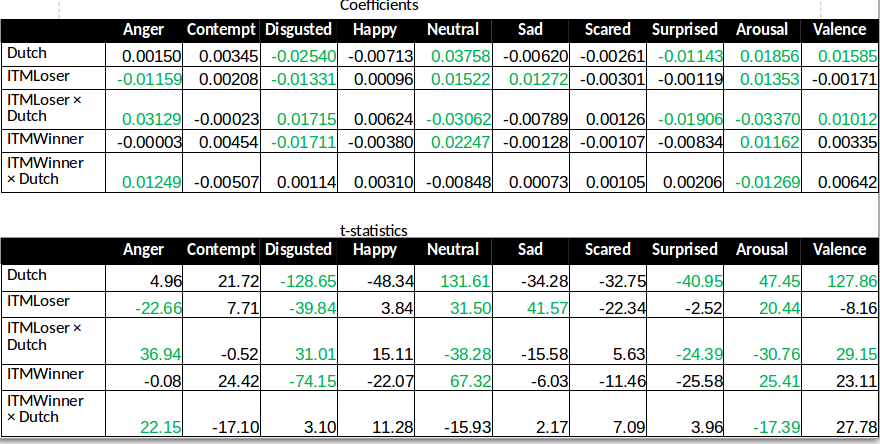 Coefficients
Anger Contempt Disgusted Happy Neutral Sad Scared Surprised Arousal Valence
Dutch 0.00150 0.00345 -0.02540 -0.00713 0.03758 -0.00620 -0.00261 -0.01143 0.01856 0.01585
ITMLoser -0.01159 0.00208 -0.01331 0.00096 0.01522 0.01272 -0.00301 -0.00119 0.01353 -0.00171
ITMLoser ×
Dutch 0.03129 -0.00023 0.01715 0.00624 -0.03062 -0.00789 0.00126 -0.01906 -0.03370 0.01012
ITMWinner -0.00003 0.00454 -0.01711 -0.00380 0.02247 -0.00128 -0.00107 -0.00834 0.01162 0.00335
ITMWinner
× Dutch 0.01249 -0.00507 0.00114 0.00310 -0.00848 0.00073 0.00105 0.00206 -0.01269 0.00642
t-statistics
Anger Contempt Disgusted Happy Neutral Sad Scared Surprised Arousal Valence
Dutch 4.96 21.72 -128.65 -48.34 131.61 -34.28 -32.75 -40.95 47.45 127.86
ITMLoser -22.66 7.71 -39.84 3.84 31.50 41.57 -22.34 -2.52 20.44 -8.16
ITMLoser ×
Dutch 36.94 -0.52 31.01 15.11 -38.28 -15.58 5.63 -24.39 -30.76 29.15
ITMWinner -0.08 24.42 -74.15 -22.07 67.32 -6.03 -11.46 -25.58 25.41 23.11
ITMWinner
× Dutch 22.15 -17.10 3.10 11.28 -15.93 2.17 7.09 3.96 -17.39 27.78